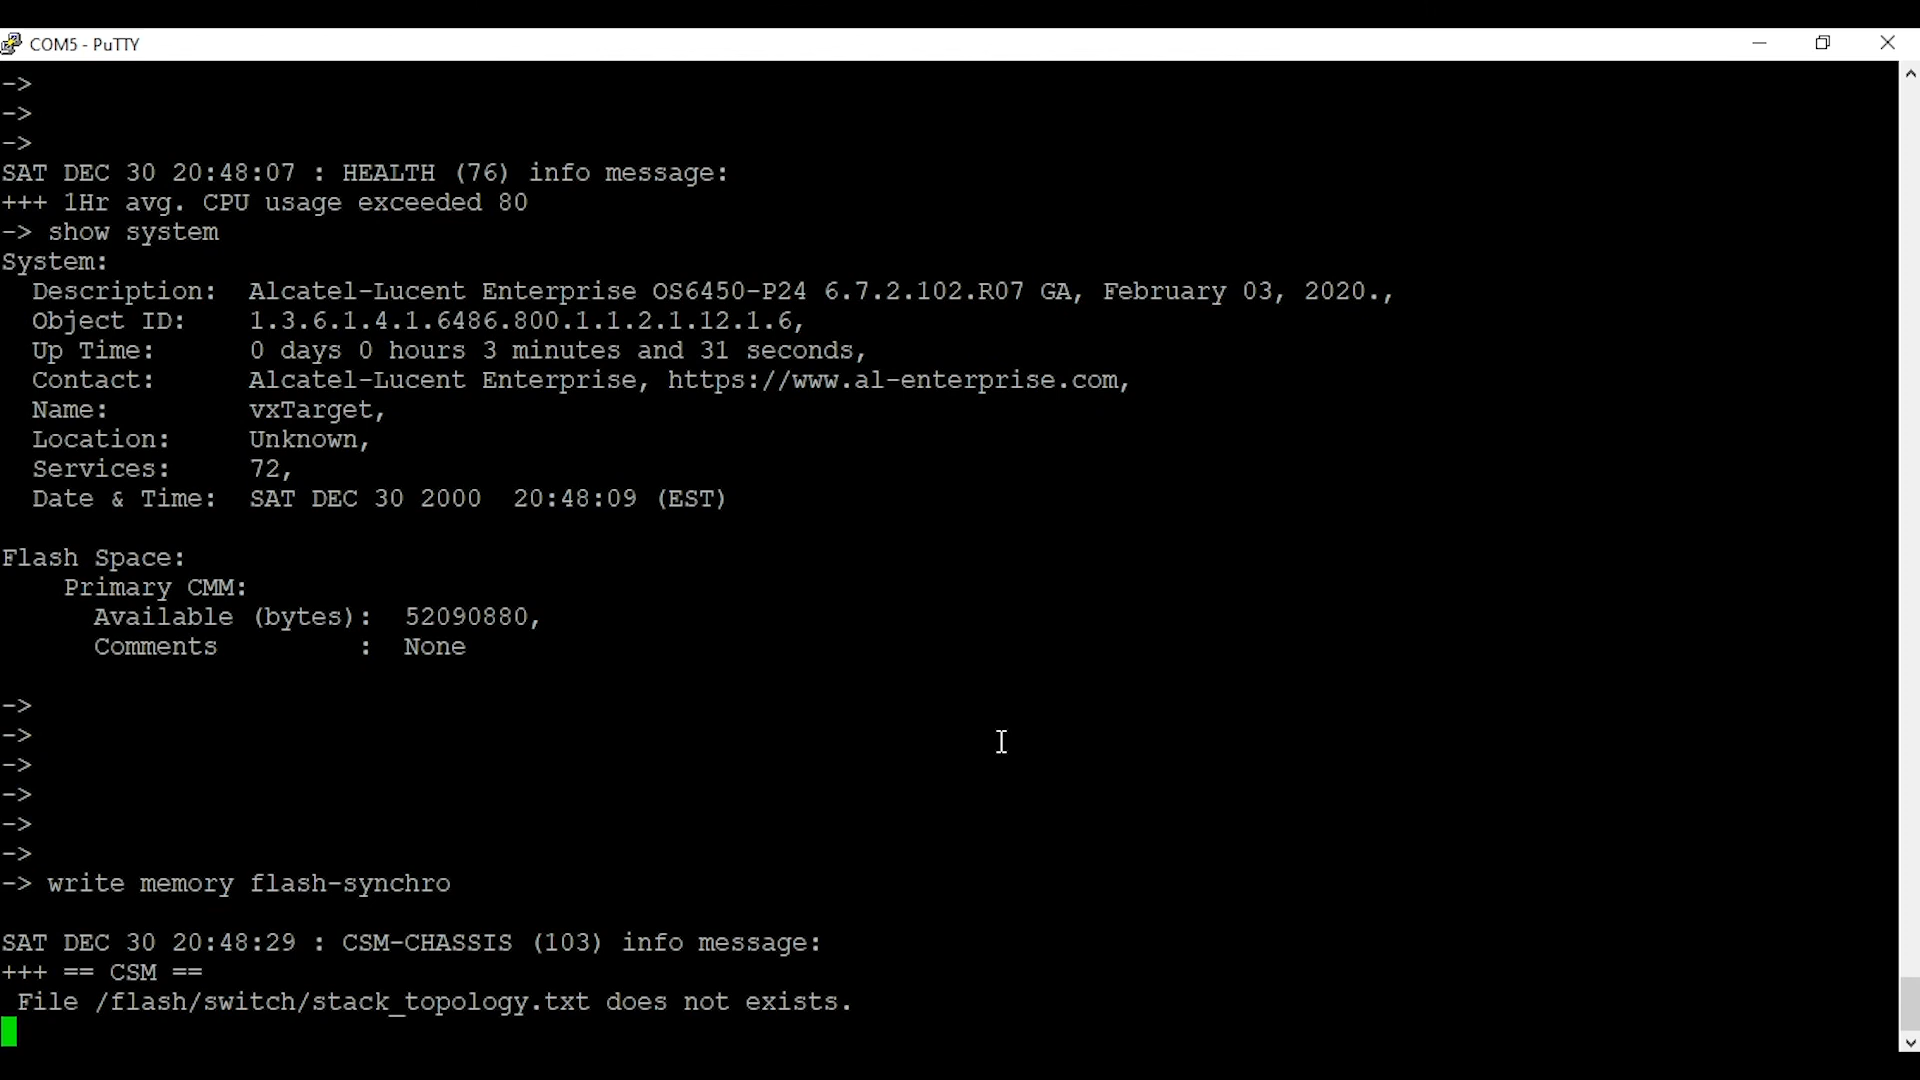 COM5 - PuTTY
->
->
->
SAT DEC 30 20:48:07 : HEALTH (76) info message:
+++ 1Hr avg. CPU usage exceeded 80
-> show system
System:
  Description:  Alcatel-Lucent Enterprise OS6450-P24 6.7.2.102.R07 GA, February 03, 2020.,
  Object ID:    1.3.6.1.4.1.6486.800.1.1.2.1.12.1.6,
  Up Time:      0 days 0 hours 3 minutes and 31 seconds,
  Contact:      Alcatel-Lucent Enterprise, https://www.al-enterprise.com,
  Name:         vxTarget,
  Location:     Unknown,
  Services:     72,
  Date & Time:  SAT DEC 30 2000  20:48:09 (EST)
Flash Space:
    Primary CMM:
      Available (bytes):  52090880,
      Comments         :  None
->
->
->
->
->
->
-> write memory flash-synchro
SAT DEC 30 20:48:29 : CSM-CHASSIS (103) info message:
+++ == CSM ==
 File /flash/switch/stack_topology.txt does not exists.